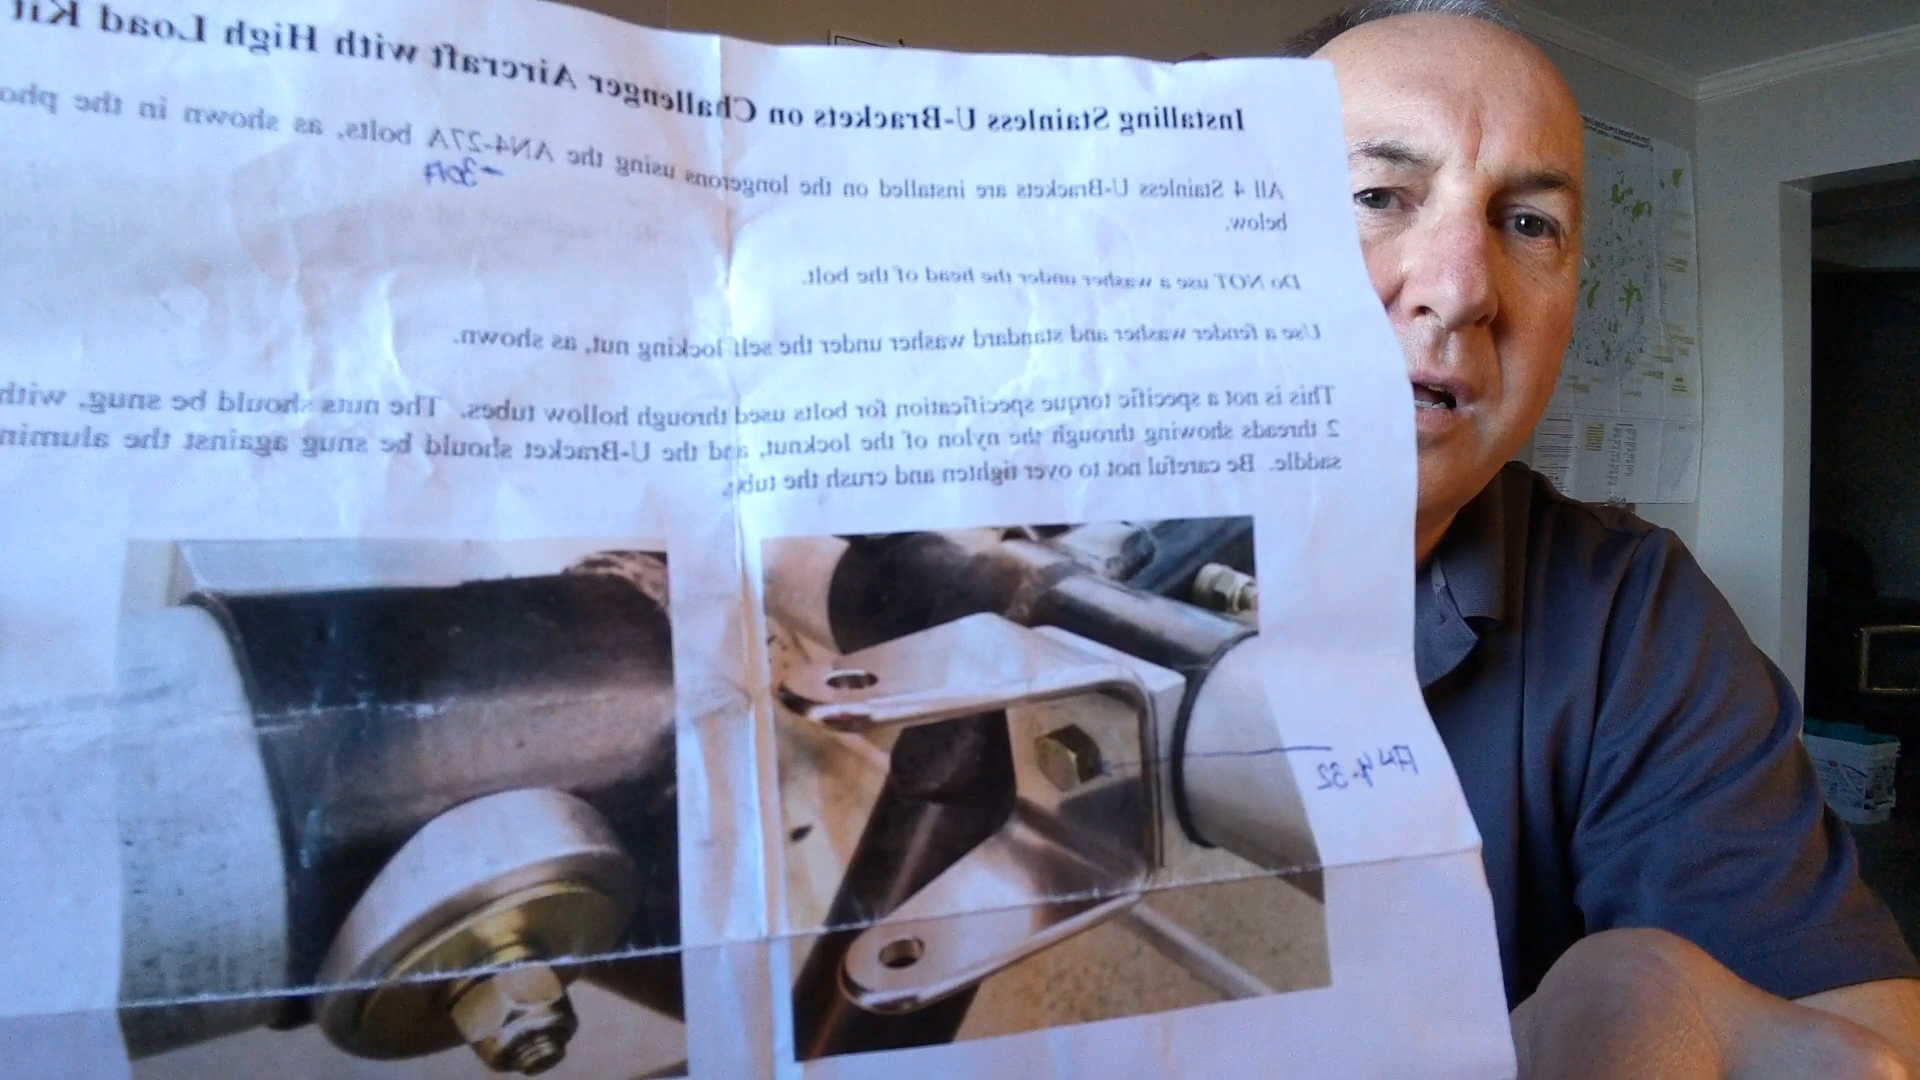 Installing Stainless U-Brackets on Challenger Aircraft with High Load Kit
All 4 Stainless U-Brackets are installed on the longerons using the AN4-27A bolts, as shown in the pho
-30A
below.
Do NOT use a washer under the head of the bolt.
Use a fender washer and standard washer under the self locking nut, as shown.
This is not a specific torque specification for bolts used through hollow tubes. The nuts should be snug, with
2 threads showing through the nylon of the locknut, and the U-Bracket should be snug against the alumin
saddle. Be careful not to over tighten and crush the tube.
4-32